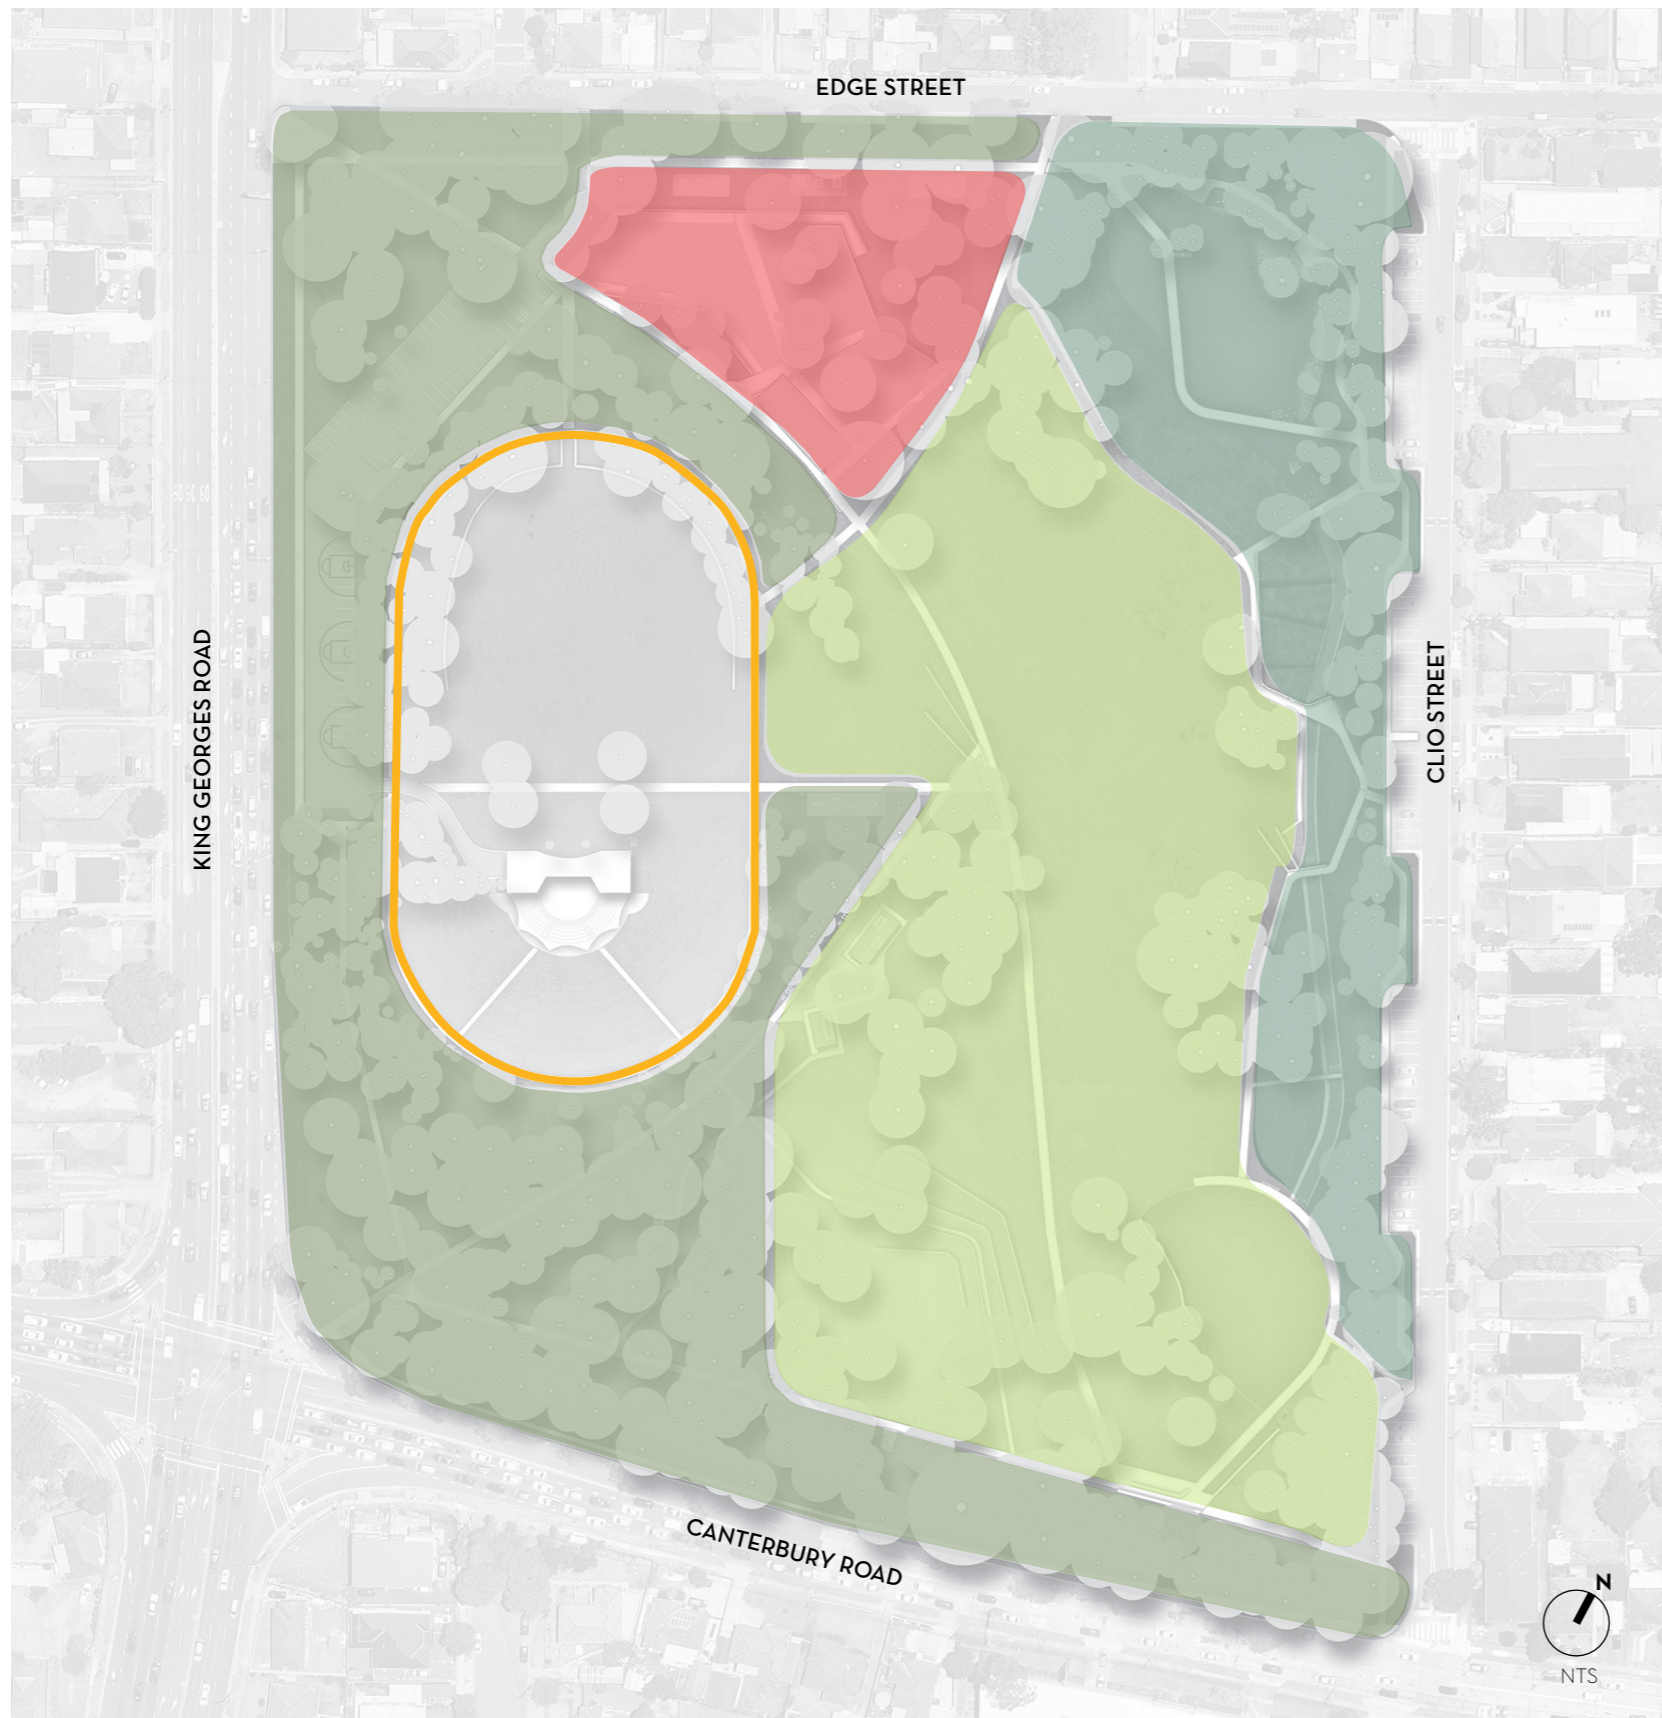 EDGE STREET
KING GEORGES ROAD
CLIO STREET
CANTERBURY ROAD
N
NTS